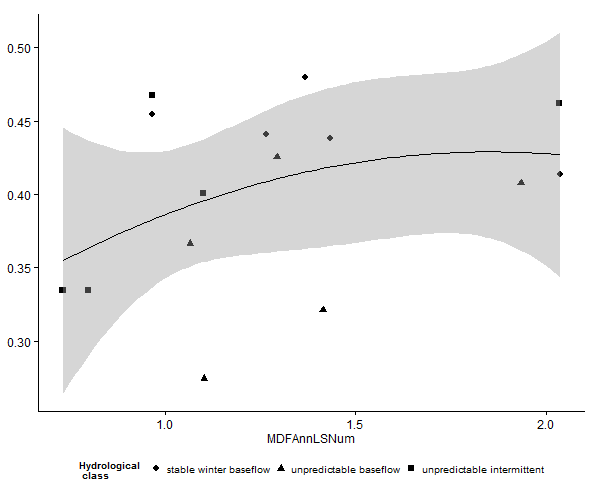 0.50
0.45
0.40
0.35
0.30
1.0 1.5 2.0
MDFAnnLSNum
Hydrological
class
stable winter baseflow unpredictable baseflow unpredictable intermittent